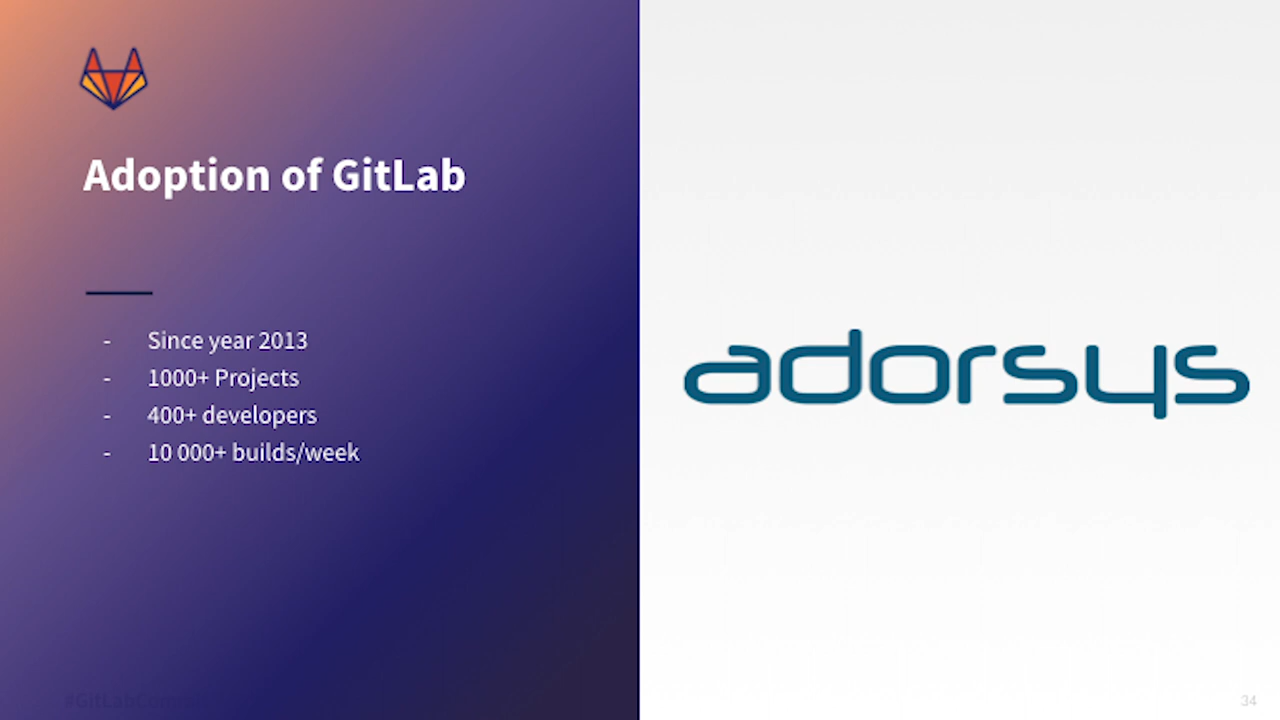 Adoption of GitLab
- Since year 2013
- 1000+ Projects
- 400+ developers
- 10 000+ builds/week
adorsys
34